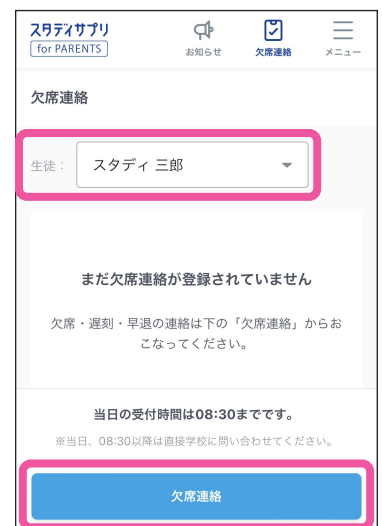 スタディサプリ
for PARENTS
お知らせ
欠席連絡
メニュー
欠席連絡
生徒： スタディ 三郎
まだ欠席連絡が登録されていません
欠席・遅刻・早退の連絡は下の「欠席連絡」からお
こなってください。
当日の受付時間は08:30までです。
※当日、08:30以降は直接学校に問い合わせてください。
欠席連絡